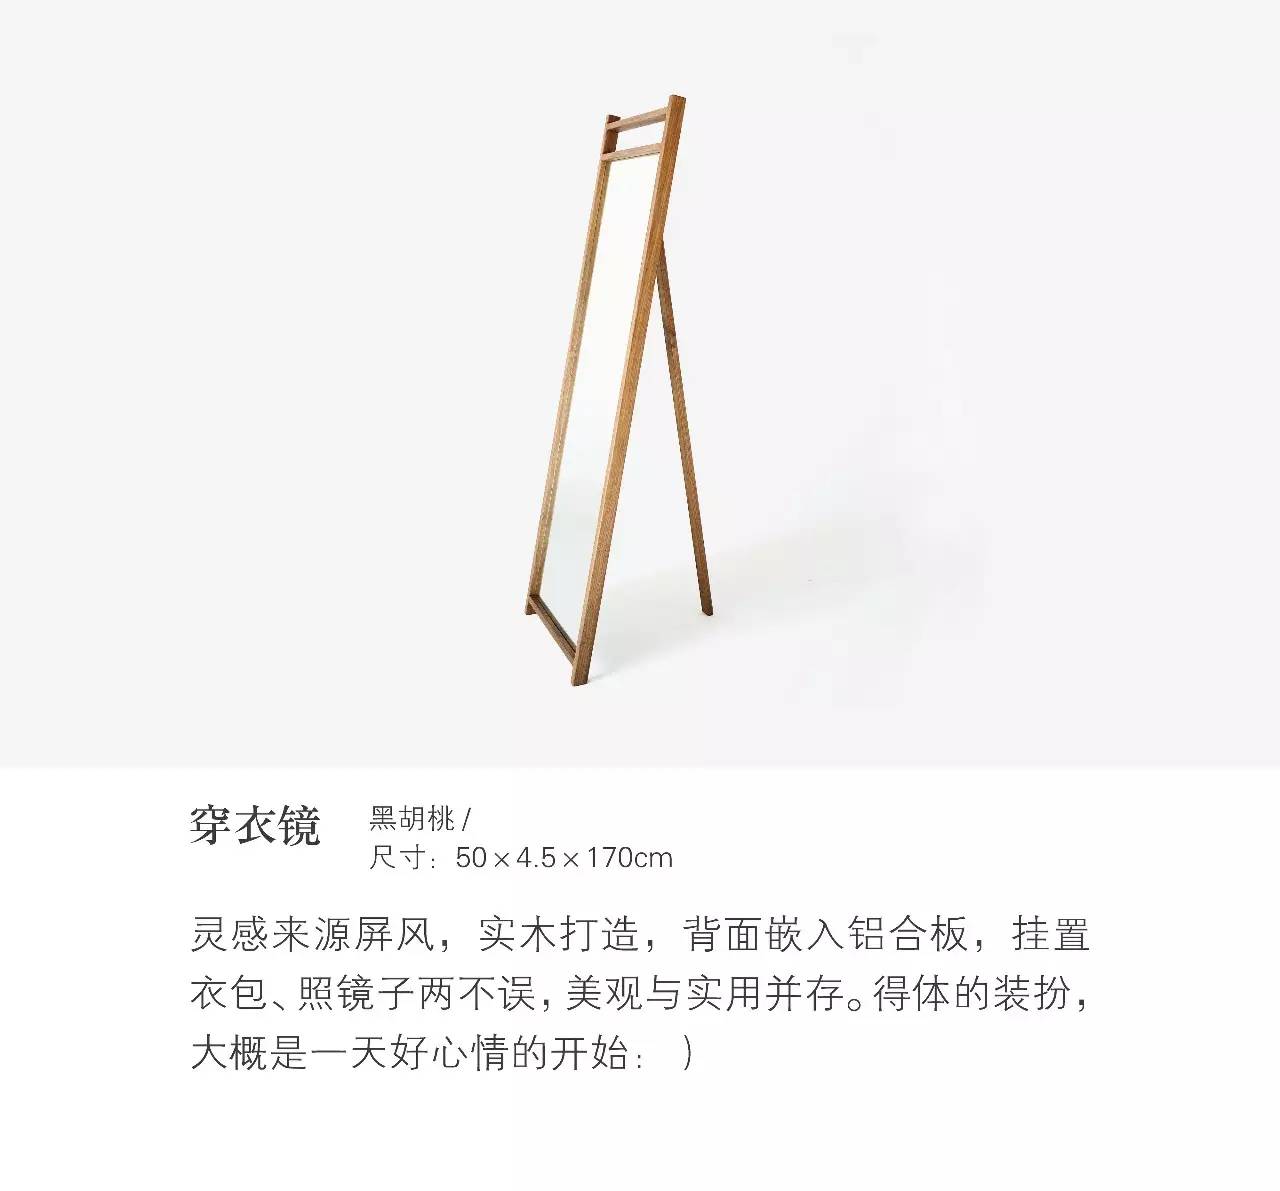 穿衣镜
黑胡桃 /
尺寸：50×4.5×170cm
灵感来源屏风，实木打造，背面嵌入铝合板，挂置
衣包、照镜子两不误，美观与实用并存。得体的装扮，
大概是一天好心情的开始：）